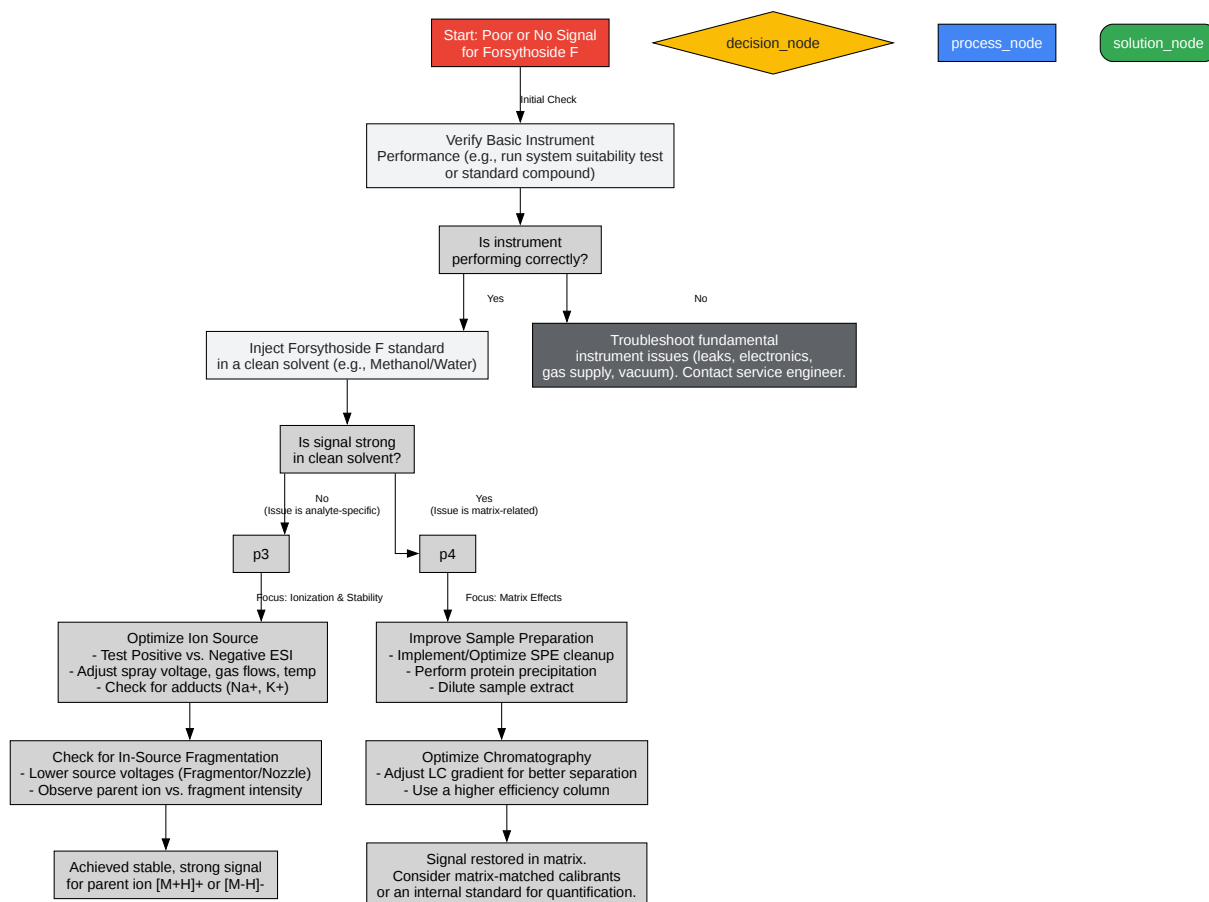 Start: Poor or No Signal
for Forsythoside F
decision_node
process_node
solution_node
Initial Check
Verify Basic Instrument
Performance (e.g., run system suitability test
or standard compound)
Is instrument
performing correctly?
Yes
No
Inject Forsythoside F standard
in a clean solvent (e.g., Methanol/Water)
Troubleshoot fundamental
instrument issues (leaks, electronics,
gas supply, vacuum). Contact service engineer.
Is signal strong
in clean solvent?
No
(Issue is analyte-specific)
Yes
(Issue is matrix-related)
p3
p4
Focus: Ionization & Stability
Focus: Matrix Effects
Optimize Ion Source
- Test Positive vs. Negative ESI
- Adjust spray voltage, gas flows, temp
- Check for adducts (Na+, K+)
Improve Sample Preparation
- Implement/Optimize SPE cleanup
- Perform protein precipitation
- Dilute sample extract
Check for In-Source Fragmentation
- Lower source voltages (Fragmentor/Nozzle)
- Observe parent ion vs. fragment intensity
Optimize Chromatography
- Adjust LC gradient for better separation
- Use a higher efficiency column
Achieved stable, strong signal
for parent ion [M+H]+ or [M-H]-
Signal restored in matrix.
Consider matrix-matched calibrants
or an internal standard for quantification.